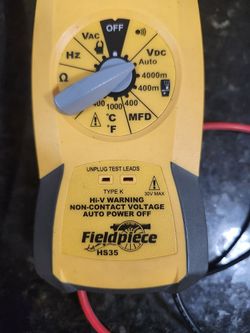 OFF
VAC
VDC
Hz
Auto
4000m
Ω
400m
400
1000
400
°C
°F
MFD
UNPLUG TEST LEADS
TYPE K
30V MAX
Hi-V WARNING
NON-CONTACT VOLTAGE
AUTO POWER OFF
Fieldpiece
HS35